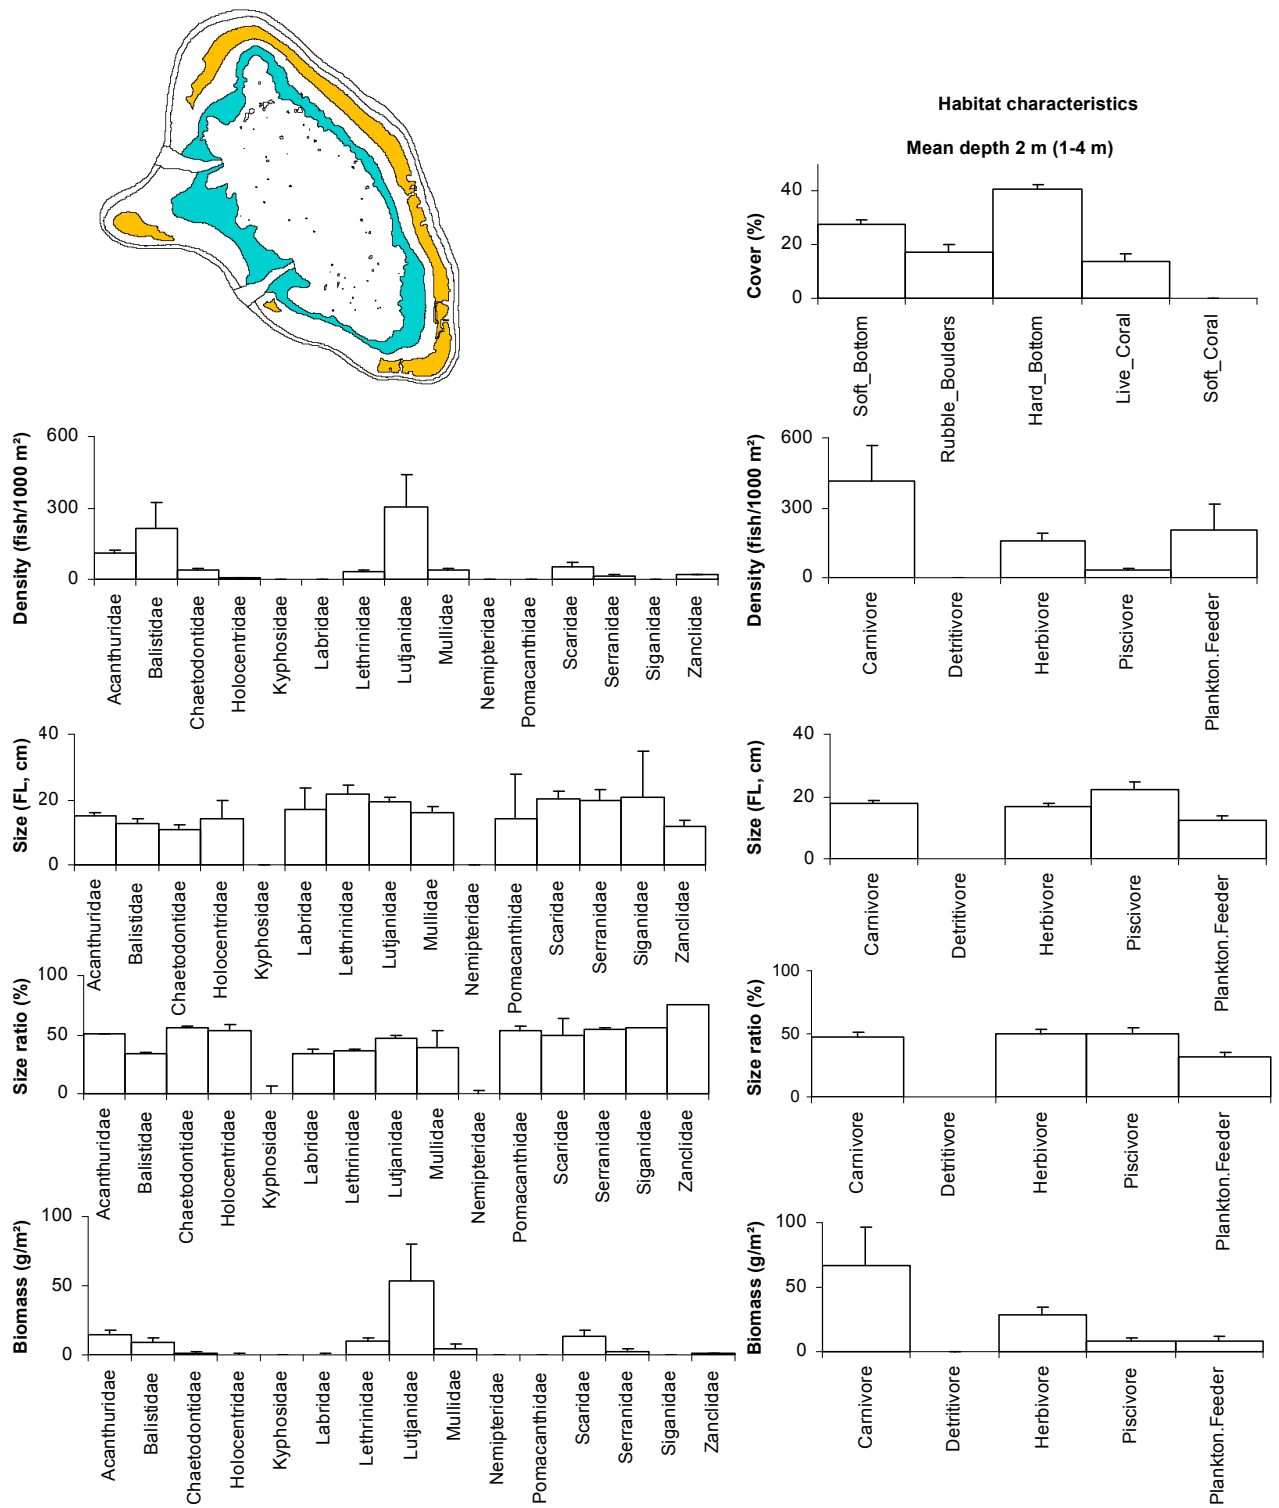 Habitat characteristics
Mean depth 2 m (1-4 m)
Cover (%)
40
20
0
Soft_Bottom
Rubble_Boulders
Hard_Bottom
Live_Coral
Soft_Coral
Density (fish/1000 m²)
600
300
0
Acanthuridae
Balistidae
Chaetodontidae
Holocentridae
Kyphosidae
Labridae
Lethrinidae
Lutjanidae
Mullidae
Nemipteridae
Pomacanthidae
Scaridae
Serranidae
Siganidae
Zanclidae
Density (fish/1000 m²)
600
300
0
Carnivore
Detritivore
Herbivore
Piscivore
Plankton.Feeder
Size (FL, cm)
40
20
0
Acanthuridae
Balistidae
Chaetodontidae
Holocentridae
Kyphosidae
Labridae
Lethrinidae
Lutjanidae
Mullidae
Nemipteridae
Pomacanthidae
Scaridae
Serranidae
Siganidae
Zanclidae
Size (FL, cm)
40
20
0
Carnivore
Detritivore
Herbivore
Piscivore
Plankton.Feeder
Size ratio (%)
100
50
0
Acanthuridae
Balistidae
Chaetodontidae
Holocentridae
Kyphosidae
Labridae
Lethrinidae
Lutjanidae
Mullidae
Nemipteridae
Pomacanthidae
Scaridae
Serranidae
Siganidae
Zanclidae
Size ratio (%)
100
50
0
Carnivore
Detritivore
Herbivore
Piscivore
Plankton.Feeder
Biomass (g/m²)
100
50
0
Acanthuridae
Balistidae
Chaetodontidae
Holocentridae
Kyphosidae
Labridae
Lethrinidae
Lutjanidae
Mullidae
Nemipteridae
Pomacanthidae
Scaridae
Serranidae
Siganidae
Zanclidae
Biomass (g/m²)
100
50
0
Carnivore
Detritivore
Herbivore
Piscivore
Plankton.Feeder